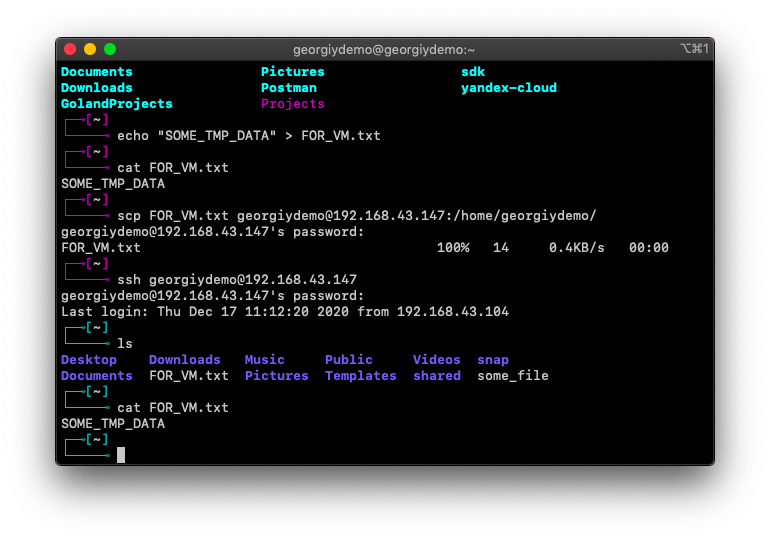 georgiydemo@georgiydemo:~ ⌥⌘1
Documents Pictures sdk
Downloads Postman yandex-cloud
GolandProjects Projects
[~]
echo "SOME_TMP_DATA" > FOR_VM.txt
[~]
cat FOR_VM.txt
SOME_TMP_DATA
[~]
scp FOR_VM.txt georgiydemo@192.168.43.147:/home/georgiydemo/
georgiydemo@192.168.43.147's password:
FOR_VM.txt 100% 14 0.4KB/s 00:00
[~]
ssh georgiydemo@192.168.43.147
georgiydemo@192.168.43.147's password:
Last login: Thu Dec 17 11:12:20 2020 from 192.168.43.104
[~]
ls
Desktop Downloads Music Public Videos snap
Documents FOR_VM.txt Pictures Templates shared some_file
[~]
cat FOR_VM.txt
SOME_TMP_DATA
[~]